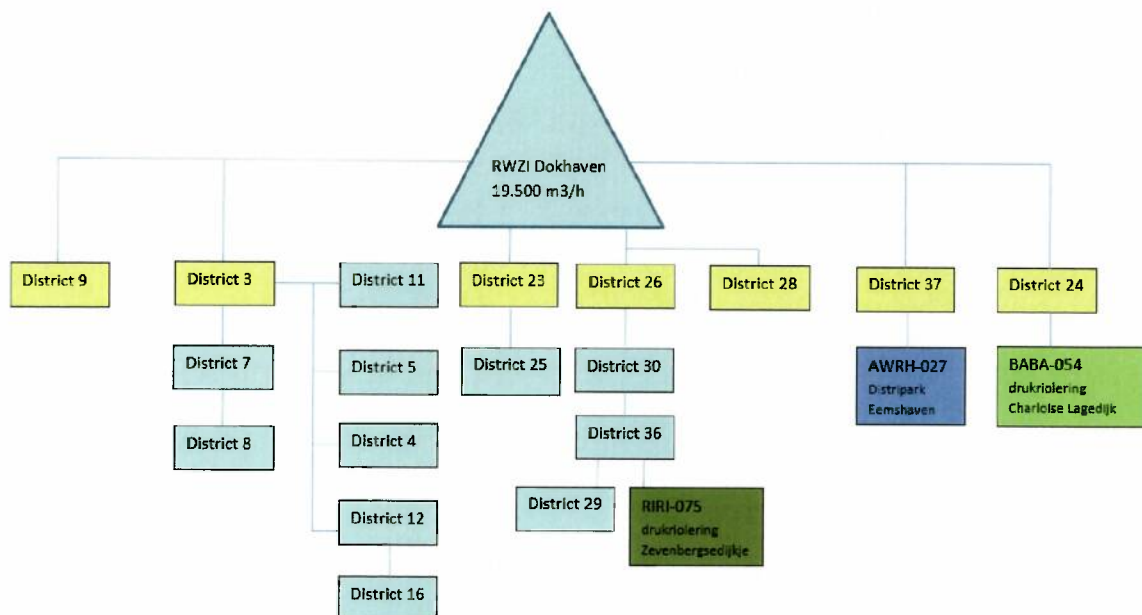 RWZI Dokhaven
19.500 m3/h
District 9
District 3
District 11
District 23
District 26
District 28
District 37
District 24
District 7
District 5
District 25
District 30
AWRH-027
Distripark
Eemshaven
BABA-054
drukriolering
Charloise Lagedijk
District 8
District 4
District 36
District 12
District 29
RIRI-075
drukriolering
Zevenbergsedijkje
District 16